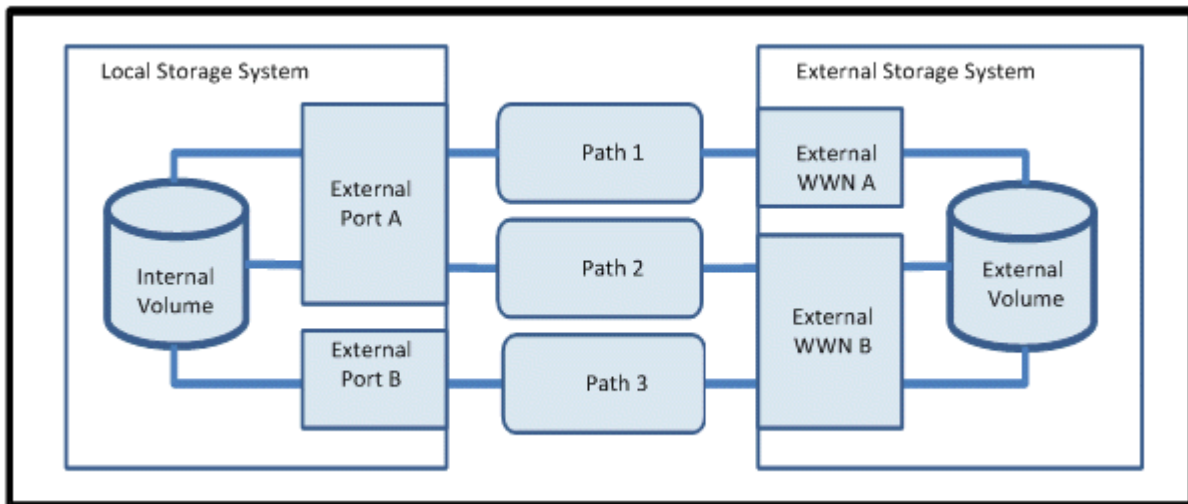 Local Storage System
External Storage System
Path 1
External
WWN A
External
Port A
Path 2
Internal
Volume
External
Volume
External
WWN B
External
Port B
Path 3